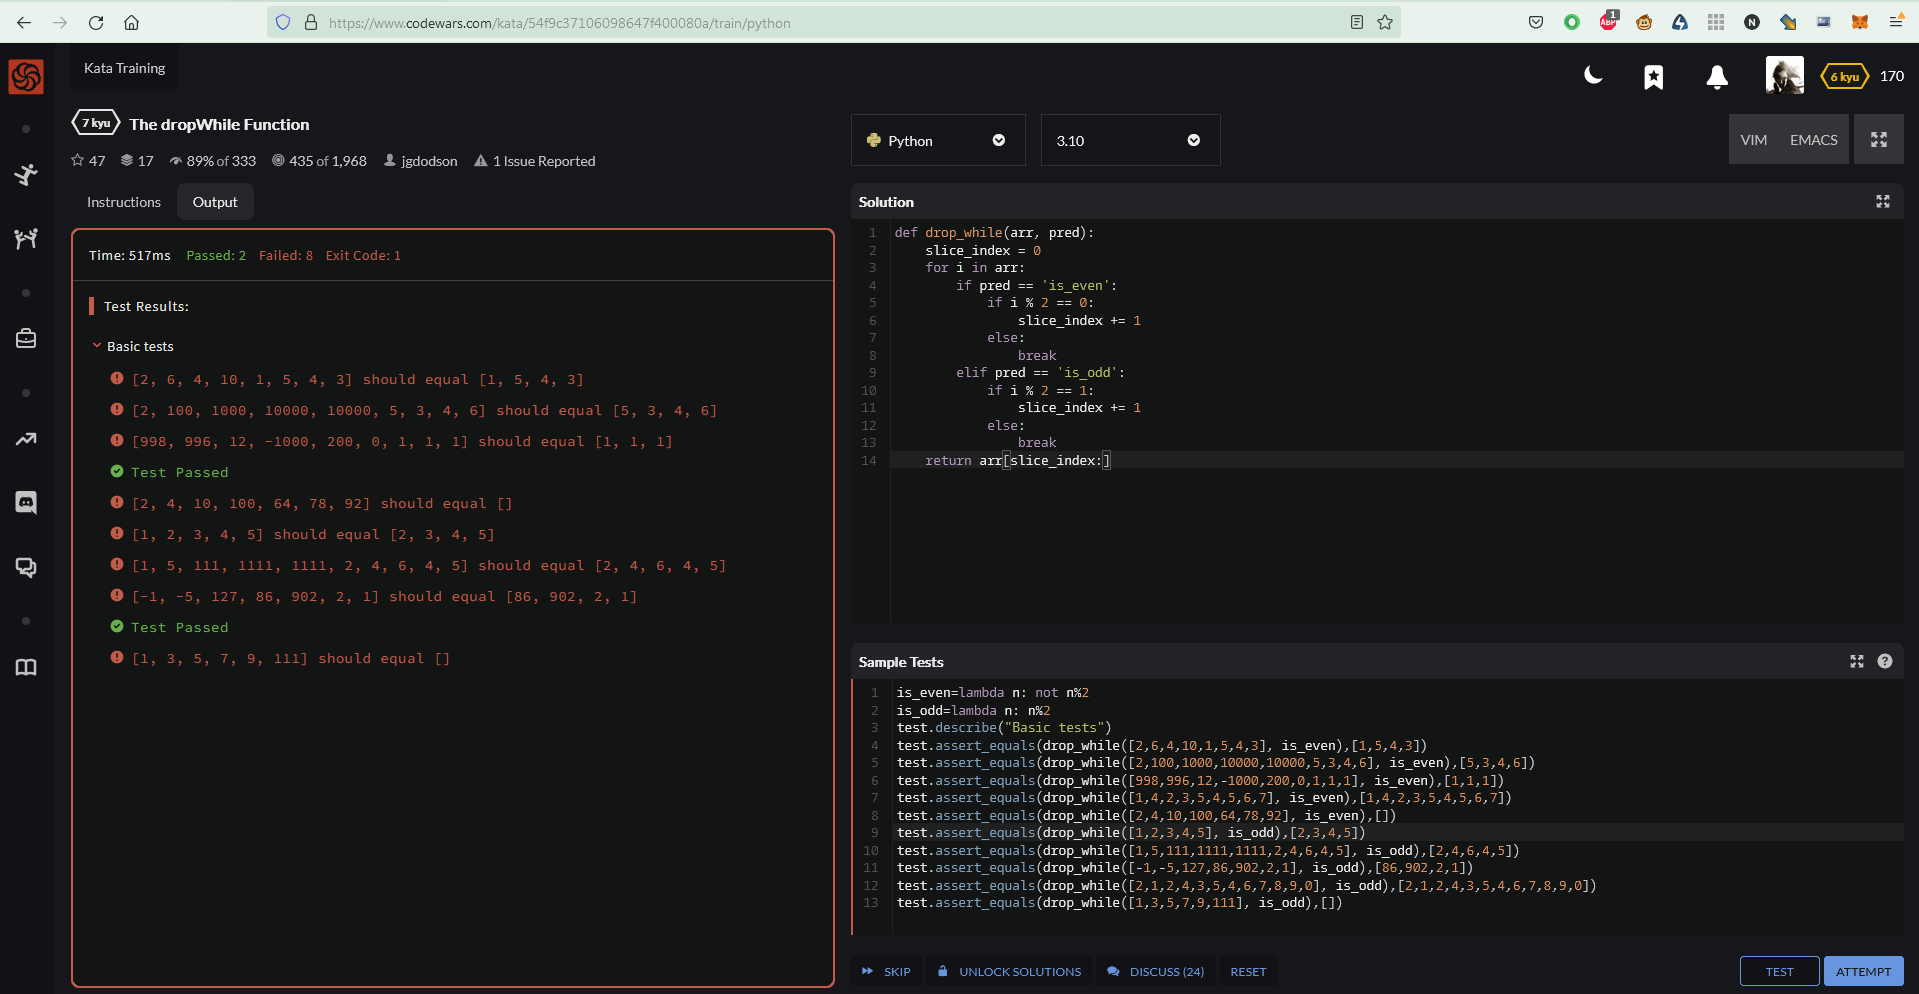 https://www.codewars.com/kata/54f9c37106098647f400080a/train/python
ABP
1
N
Kata Training
6 kyu
170
7 kyu
The dropWhile Function
47
17
89% of 333
435 of 1,968
jgdodson
1 Issue Reported
Python
3.10
VIM
EMACS
Instructions
Output
Time: 517ms Passed: 2 Failed: 8 Exit Code: 1
Test Results:
Basic tests
[2, 6, 4, 10, 1, 5, 4, 3] should equal [1, 5, 4, 3]
[2, 100, 1000, 10000, 10000, 5, 3, 4, 6] should equal [5, 3, 4, 6]
[998, 996, 12, -1000, 200, 0, 1, 1, 1] should equal [1, 1, 1]
Test Passed
[2, 4, 10, 100, 64, 78, 92] should equal []
[1, 2, 3, 4, 5] should equal [2, 3, 4, 5]
[1, 5, 111, 1111, 1111, 2, 4, 6, 4, 5] should equal [2, 4, 6, 4, 5]
[-1, -5, 127, 86, 902, 2, 1] should equal [86, 902, 2, 1]
Test Passed
[1, 3, 5, 7, 9, 111] should equal []
Solution
1 def drop_while(arr, pred):
2     slice_index = 0
3     for i in arr:
4         if pred == 'is_even':
5             if i % 2 == 0:
6                 slice_index += 1
7             else:
8                 break
9         elif pred == 'is_odd':
10             if i % 2 == 1:
11                 slice_index += 1
12             else:
13                 break
14     return arr[slice_index:]
Sample Tests
1 is_even=lambda n: not n%2
2 is_odd=lambda n: n%2
3 test.describe("Basic tests")
4 test.assert_equals(drop_while([2,6,4,10,1,5,4,3], is_even),[1,5,4,3])
5 test.assert_equals(drop_while([2,100,1000,10000,10000,5,3,4,6], is_even),[5,3,4,6])
6 test.assert_equals(drop_while([998,996,12,-1000,200,0,1,1,1], is_even),[1,1,1])
7 test.assert_equals(drop_while([1,4,2,3,5,4,5,6,7], is_even),[1,4,2,3,5,4,5,6,7])
8 test.assert_equals(drop_while([2,4,10,100,64,78,92], is_even),[])
9 test.assert_equals(drop_while([1,2,3,4,5], is_odd),[2,3,4,5])
10 test.assert_equals(drop_while([1,5,111,1111,1111,2,4,6,4,5], is_odd),[2,4,6,4,5])
11 test.assert_equals(drop_while([-1,-5,127,86,902,2,1], is_odd),[86,902,2,1])
12 test.assert_equals(drop_while([2,1,2,4,3,5,4,6,7,8,9,0], is_odd),[2,1,2,4,3,5,4,6,7,8,9,0])
13 test.assert_equals(drop_while([1,3,5,7,9,111], is_odd),[])
SKIP
UNLOCK SOLUTIONS
DISCUSS (24)
RESET
TEST
ATTEMPT